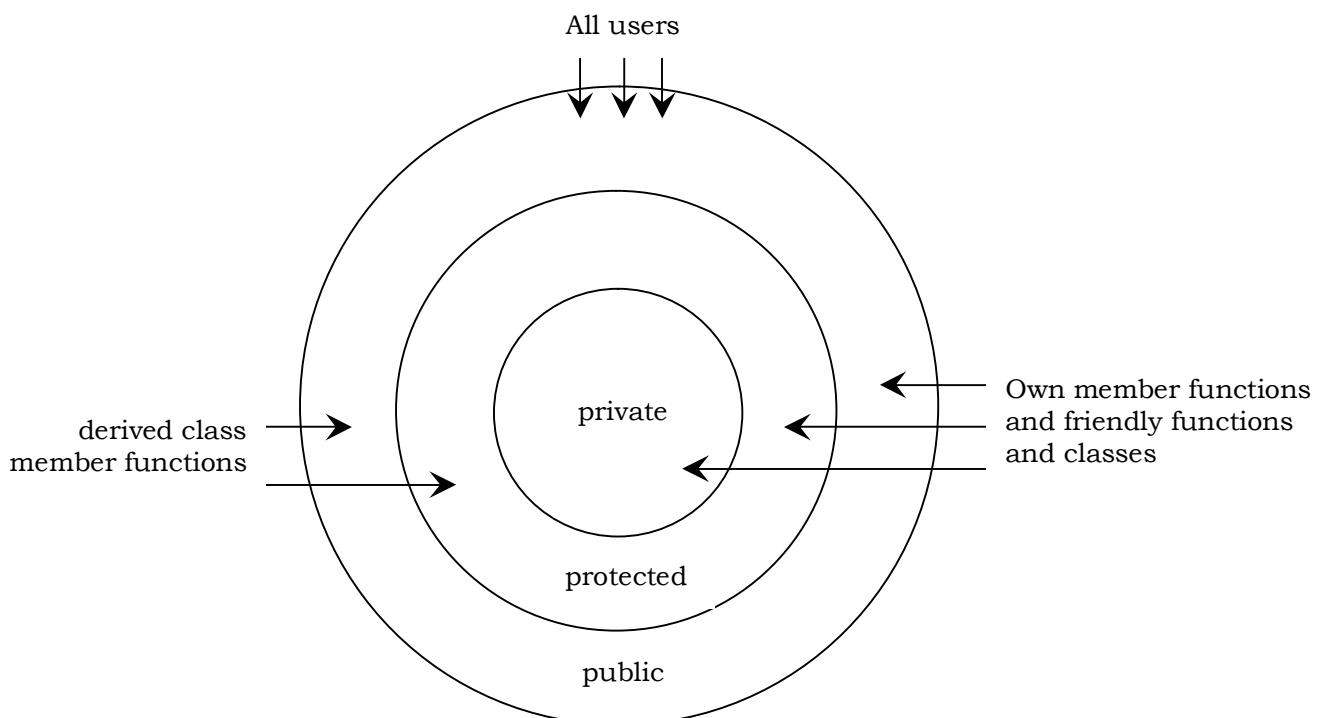 All users
private
derived class
member functions
Own member functions
and friendly functions
and classes
protected
public